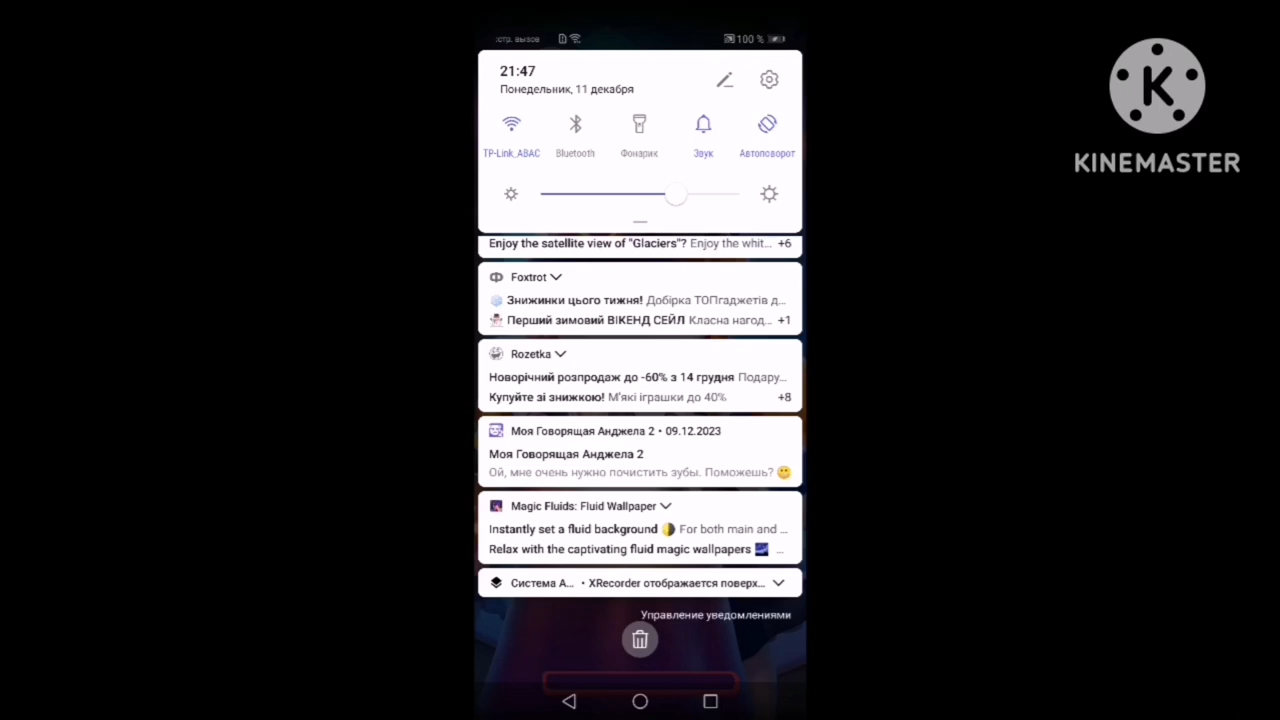 стр. вызов
100 %
21:47
Понедельник, 11 декабря
TP-Link_ABAC Bluetooth Фонарик Звук Автоповорот
Enjoy the satellite view of "Glaciers"? Enjoy the whit... +6
Foxtrot
Знижинки цього тижня! Добірка ТОПгаджетів д...
Перший зимовий ВІКЕНД СЕЙЛ Класна нагод... +1
Rozetka
Новорічний розпродаж до -60% з 14 грудня Подару...
Купуйте зі знижкою! М'які іграшки до 40% +8
Моя Говорящая Анджела 2 • 09.12.2023
Моя Говорящая Анджела 2
Ой, мне очень нужно почистить зубы. Поможешь?
Magic Fluids: Fluid Wallpaper
Instantly set a fluid background For both main and ...
Relax with the captivating fluid magic wallpapers ...
Система A... • XRecorder отображается поверх...
Управление уведомлениями
K
KINEMASTER